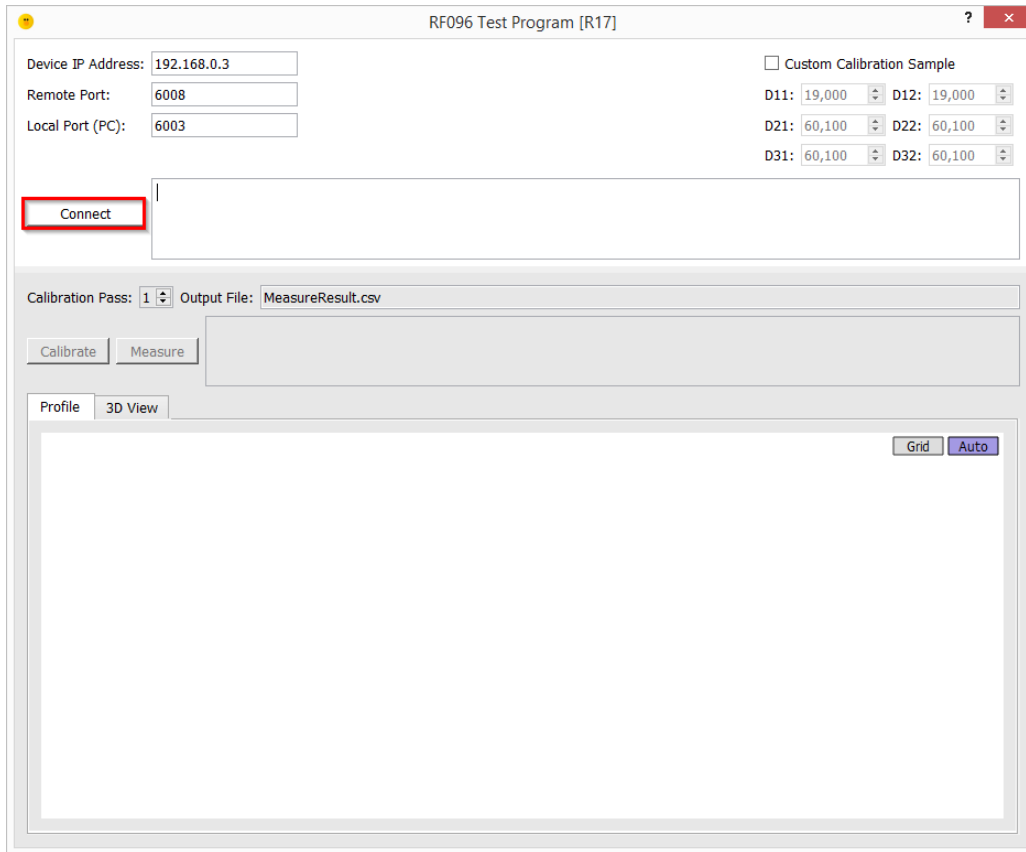 RF096 Test Program [R17]
? ×
Device IP Address: 192.168.0.3
Remote Port: 6008
Local Port (PC): 6003
Custom Calibration Sample
D11: 19,000 D12: 19,000
D21: 60,100 D22: 60,100
D31: 60,100 D32: 60,100
Connect
Calibration Pass: 1 Output File: MeasureResult.csv
Calibrate Measure
Profile 3D View
Grid Auto